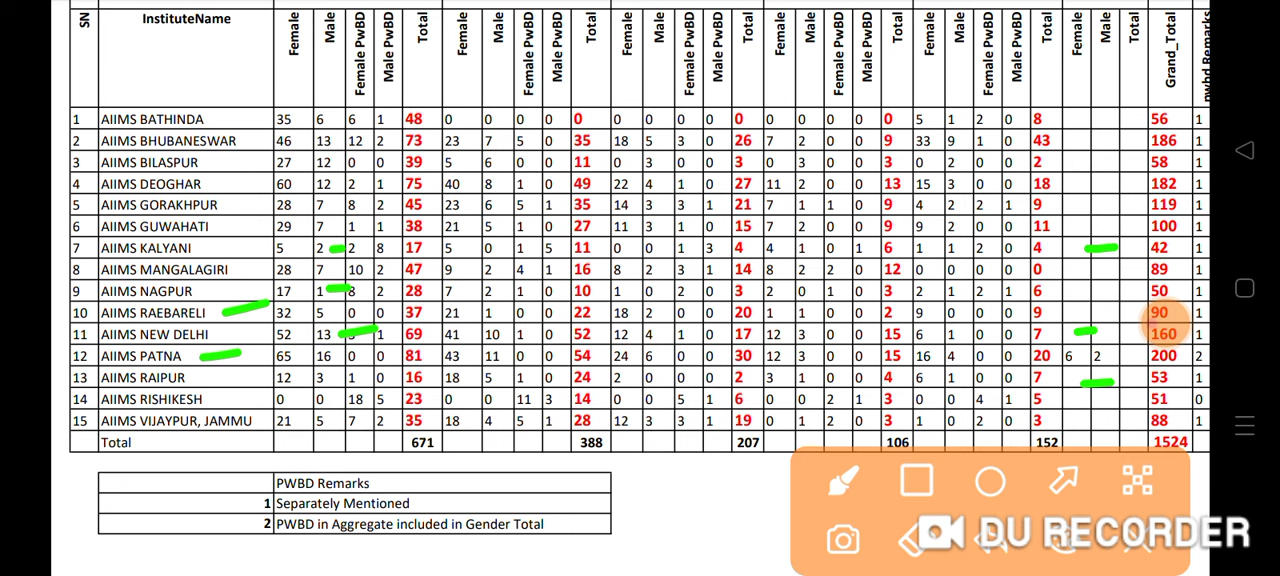 SN InstituteName Female Male Female PwBD Male PwBD Total Female Male Female PwBD Male PwBD Total Female Male Female PwBD Male PwBD Total Female Male Female PwBD Male PwBD Total Female Male Female PwBD Male PwBD Total Female Male Total Grand_Total pwbd Remarks
1 AIIMS BATHINDA 35 6 6 1 48 0 0 0 0 0 0 0 0 0 0 0 0 0 0 0 5 1 2 0 8 56 1
2 AIIMS BHUBANESWAR 46 13 12 2 73 23 7 5 0 35 18 5 3 0 26 7 2 0 0 9 33 9 1 0 43 186 1
3 AIIMS BILASPUR 27 12 0 0 39 5 6 0 0 11 0 3 0 0 3 0 3 0 0 3 0 2 0 0 2 58 1
4 AIIMS DEOGHAR 60 12 2 1 75 40 8 1 0 49 22 4 1 0 27 11 2 0 0 13 15 3 0 0 18 182 1
5 AIIMS GORAKHPUR 28 7 8 2 45 23 6 5 1 35 14 3 3 1 21 7 1 1 0 9 4 2 2 1 9 119 1
6 AIIMS GUWAHATI 29 7 1 1 38 21 5 1 0 27 11 3 1 0 15 7 2 0 0 9 9 2 0 0 11 100 1
7 AIIMS KALYANI 5 2 2 8 17 5 0 1 5 11 0 0 1 3 4 4 1 0 1 6 1 1 2 0 4 42 1
8 AIIMS MANGALAGIRI 28 7 10 2 47 9 2 4 1 16 8 2 3 1 14 8 2 2 0 12 0 0 0 0 0 89 1
9 AIIMS NAGPUR 17 1 8 2 28 7 2 1 0 10 1 0 2 0 3 2 0 1 0 3 2 1 2 1 6 50 1
10 AIIMS RAEBARELI 32 5 0 0 37 21 1 0 0 22 18 2 0 0 20 1 1 0 0 2 9 0 0 0 9 90 1
11 AIIMS NEW DELHI 52 13 1 69 41 10 1 0 52 12 4 1 0 17 12 3 0 0 15 6 1 0 0 7 160 1
12 AIIMS PATNA 65 16 0 0 81 43 11 0 0 54 24 6 0 0 30 12 3 0 0 15 16 4 0 0 20 6 2 200 2
13 AIIMS RAIPUR 12 3 1 0 16 18 5 1 0 24 2 0 0 0 2 3 1 0 0 4 6 1 0 0 7 53 1
14 AIIMS RISHIKESH 0 0 18 5 23 0 0 11 3 14 0 0 5 1 6 0 0 2 1 3 0 0 4 1 5 51 0
15 AIIMS VIJAYPUR, JAMMU 21 5 7 2 35 18 4 5 1 28 12 3 3 1 19 0 1 2 0 3 1 0 2 0 3 88 1
Total 671 388 207 106 152 1524
PWBD Remarks
1 Separately Mentioned
2 PWBD in Aggregate included in Gender Total
DU RECORDER